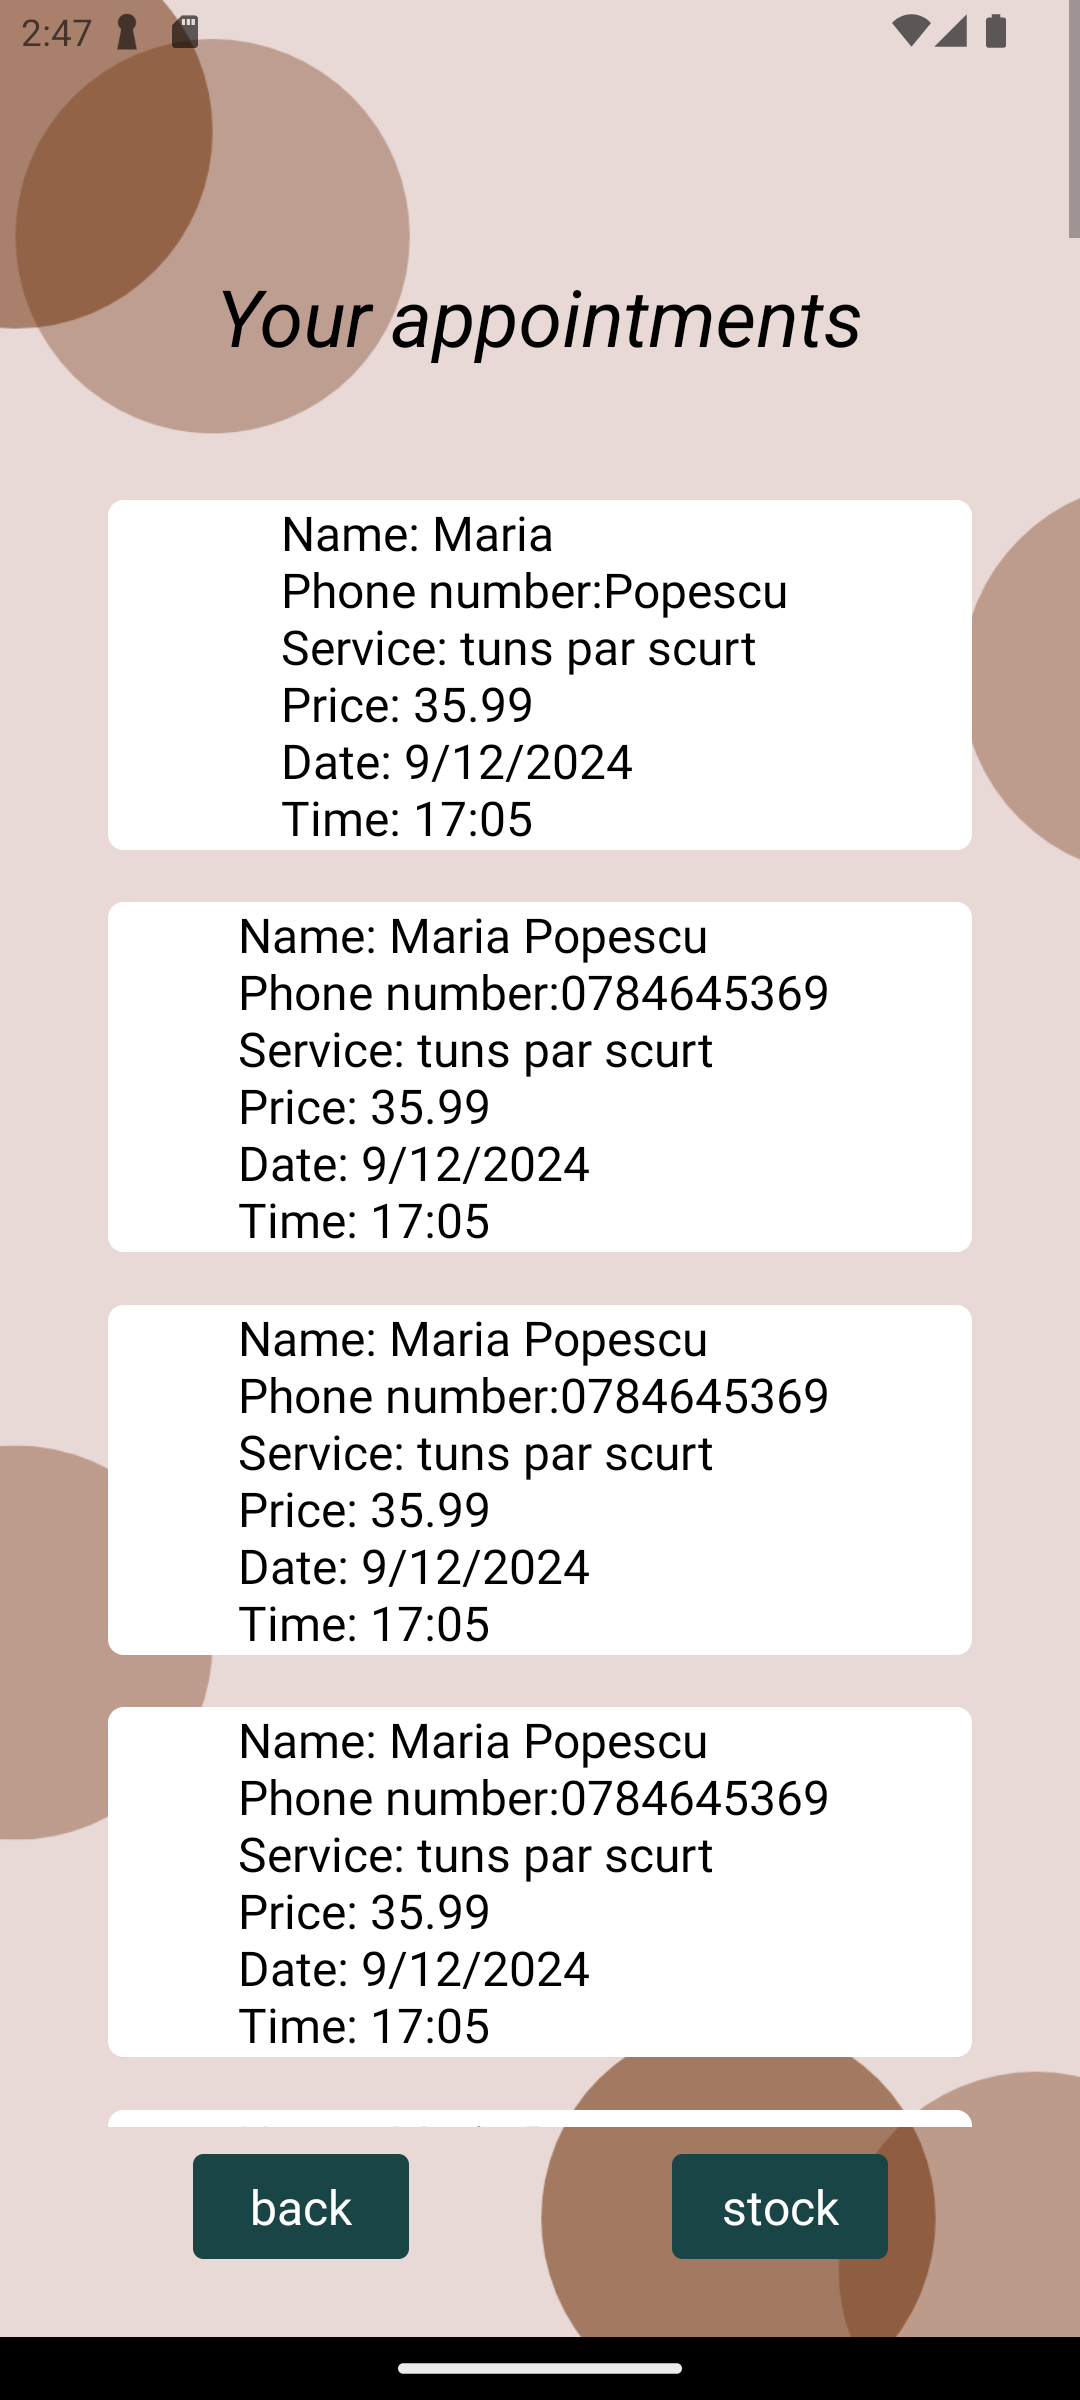 2:47
Your appointments
Name: Maria
Phone number:Popescu
Service: tuns par scurt
Price: 35.99
Date: 9/12/2024
Time: 17:05
Name: Maria Popescu
Phone number:0784645369
Service: tuns par scurt
Price: 35.99
Date: 9/12/2024
Time: 17:05
Name: Maria Popescu
Phone number:0784645369
Service: tuns par scurt
Price: 35.99
Date: 9/12/2024
Time: 17:05
Name: Maria Popescu
Phone number:0784645369
Service: tuns par scurt
Price: 35.99
Date: 9/12/2024
Time: 17:05
back
stock